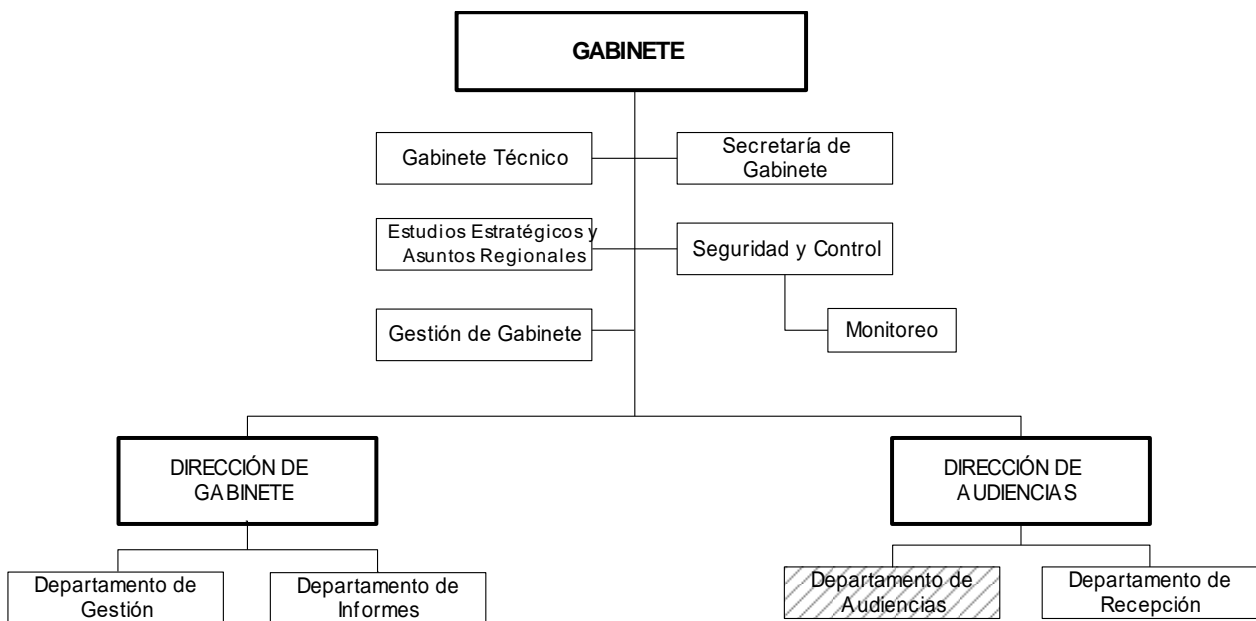 GABINETE
Gabinete Técnico
Secretaría de
Gabinete
Estudios Estratégicos y
Asuntos Regionales
Seguridad y Control
Gestión de Gabinete
Monitoreo
DIRECCIÓN DE
GABINETE
DIRECCIÓN DE
AUDIENCIAS
Departamento de
Gestión
Departamento de
Informes
Departamento de
Audiencias
Departamento de
Recepción